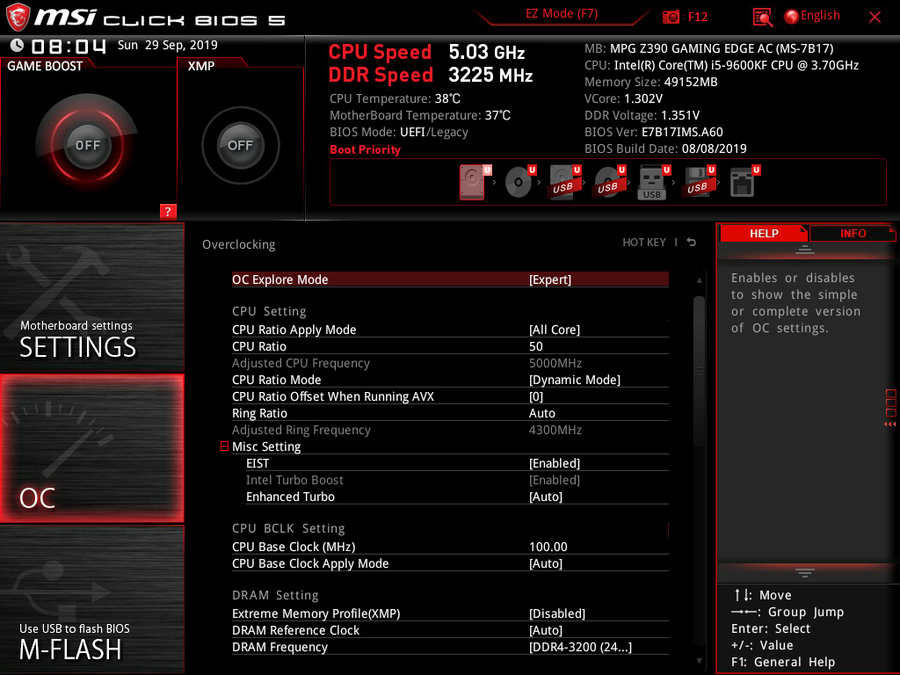 msi CLICK BIOS 5
EZ Mode (F7)
: F12
English
08:04 Sun 29 Sep, 2019
GAME BOOST
XMP
OFF
OFF
?
CPU Speed 5.03 GHz
DDR Speed 3225 MHz
CPU Temperature: 38°C
MotherBoard Temperature: 37°C
BIOS Mode: UEFI/Legacy
Boot Priority
MB: MPG Z390 GAMING EDGE AC (MS-7B17)
CPU: Intel(R) Core(TM) i5-9600KF CPU @ 3.70GHz
Memory Size: 49152MB
VCore: 1.302V
DDR Voltage: 1.351V
BIOS Ver: E7B17IMS.A60
BIOS Build Date: 08/08/2019
U U U U U U U
USB USB USB USB
Motherboard settings
SETTINGS
OC
Use USB to flash BIOS
M-FLASH
Overclocking
HOT KEY
OC Explore Mode [Expert]
CPU Setting
CPU Ratio Apply Mode [All Core]
CPU Ratio 50
Adjusted CPU Frequency 5000MHz
CPU Ratio Mode [Dynamic Mode]
CPU Ratio Offset When Running AVX [0]
Ring Ratio Auto
Adjusted Ring Frequency 4300MHz
Misc Setting
EIST [Enabled]
Intel Turbo Boost [Enabled]
Enhanced Turbo [Auto]
CPU BCLK Setting
CPU Base Clock (MHz) 100.00
CPU Base Clock Apply Mode [Auto]
DRAM Setting
Extreme Memory Profile(XMP) [Disabled]
DRAM Reference Clock [Auto]
DRAM Frequency [DDR4-3200 (24...]
HELP
INFO
Enables or disables
to show the simple
or complete version
of OC settings.
↑↓: Move
→←: Group Jump
Enter: Select
+/-: Value
F1: General Help